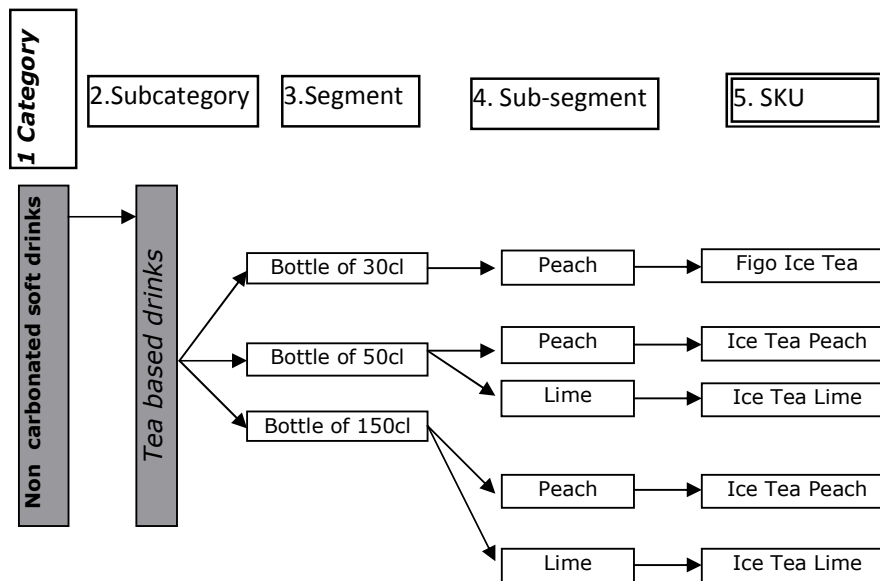 1 Category
2.Subcategory
3.Segment
4. Sub-segment
5. SKU
Non carbonated soft drinks
Tea based drinks
Bottle of 30cl
Peach
Figo Ice Tea
Bottle of 50cl
Peach
Ice Tea Peach
Lime
Ice Tea Lime
Bottle of 150cl
Peach
Ice Tea Peach
Lime
Ice Tea Lime